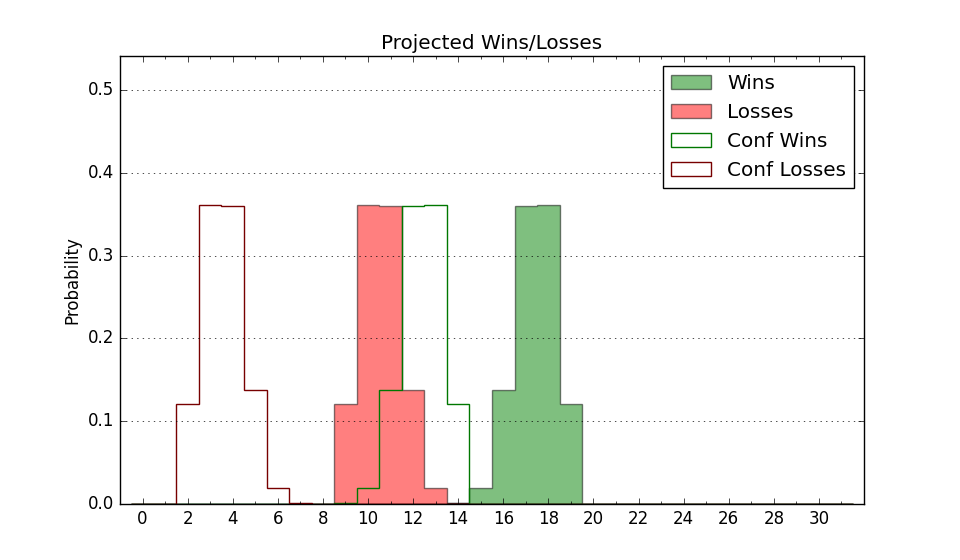 Projected Wins/Losses
Probability
0.5
0.4
0.3
0.2
0.1
0.0
Wins
Losses
Conf Wins
Conf Losses
0 2 4 6 8 10 12 14 16 18 20 22 24 26 28 30